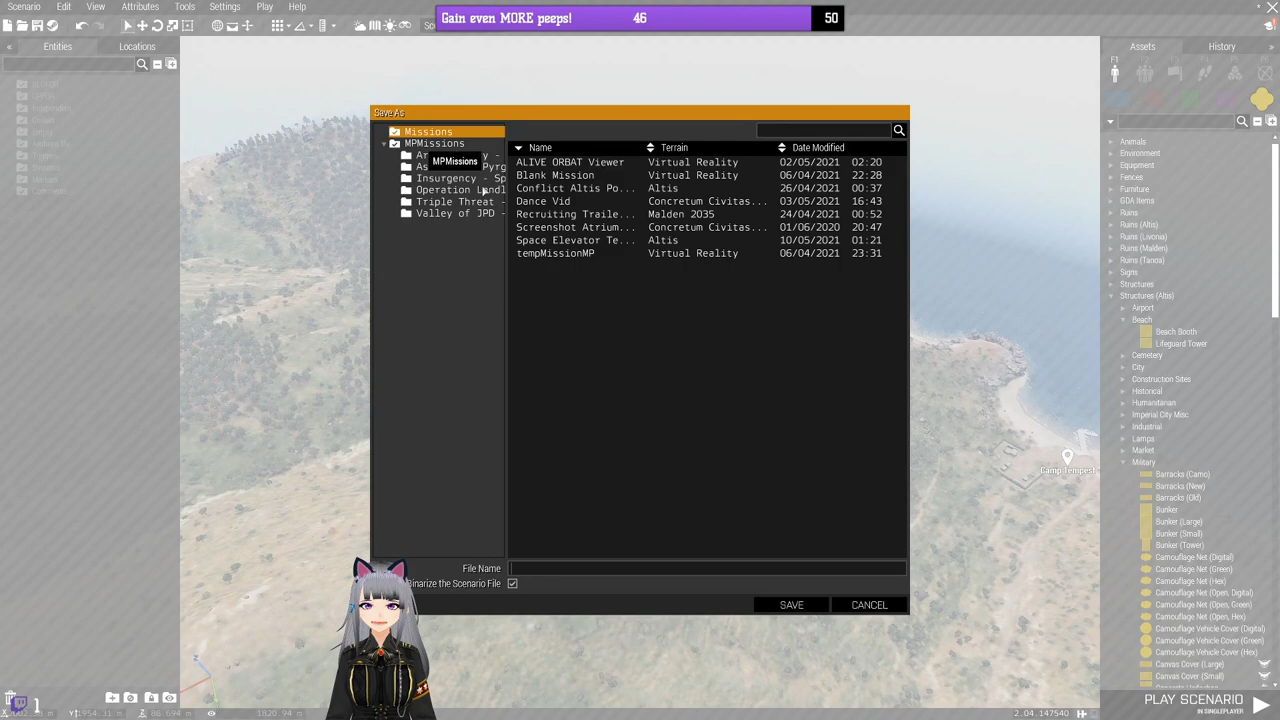 Scenario Edit View Attributes Tools Settings Play Help
Gain even MORE peeps! 46 50
Entities Locations
Assets History
F1
Save As
Missions
MPMissions
MPMissions
Insurgency - Sp
Operation
Triple Threat -
Valley of JPD -
Name Terrain Date Modified
ALIVE ORBAT Viewer Virtual Reality 02/05/2021 02:20
Blank Mission Virtual Reality 06/04/2021 22:28
Conflict Altis Po... Altis 26/04/2021 00:37
Dance Vid Concretum Civitas... 03/05/2021 16:43
Recruiting Traile... Malden 2035 24/04/2021 00:52
Screenshot Atrium... Concretum Civitas... 01/06/2020 20:47
Space Elevator Te... Altis 10/05/2021 01:21
tempMissionMP Virtual Reality 06/04/2021 23:31
File Name
Binarize the Scenario File
SAVE CANCEL
Camp Tempest
Animals
Environment
Equipment
Fences
Furniture
GDA Items
Ruins
Ruins (Altis)
Ruins (Livonia)
Ruins (Malden)
Ruins (Tanoa)
Signs
Structures
Structures (Altis)
Airport
Beach
Beach Booth
Lifeguard Tower
Cemetery
City
Construction Sites
Historical
Humanitarian
Imperial City Misc
Industrial
Lamps
Market
Military
Barracks (Camo)
Barracks (New)
Barracks (Old)
Bunker
Bunker (Large)
Bunker (Small)
Bunker (Tower)
Camouflage Net (Digital)
Camouflage Net (Green)
Camouflage Net (Hex)
Camouflage Net (Open, Digital)
Camouflage Net (Open, Green)
Camouflage Net (Open, Hex)
Camouflage Vehicle Cover (Digital)
Camouflage Vehicle Cover (Green)
Camouflage Vehicle Cover (Hex)
Canvas Cover (Large)
Canvas Cover (Small)
PLAY SCENARIO
IN SINGLEPLAYER
1
86.694 m 1820.94 m 2.04.147540